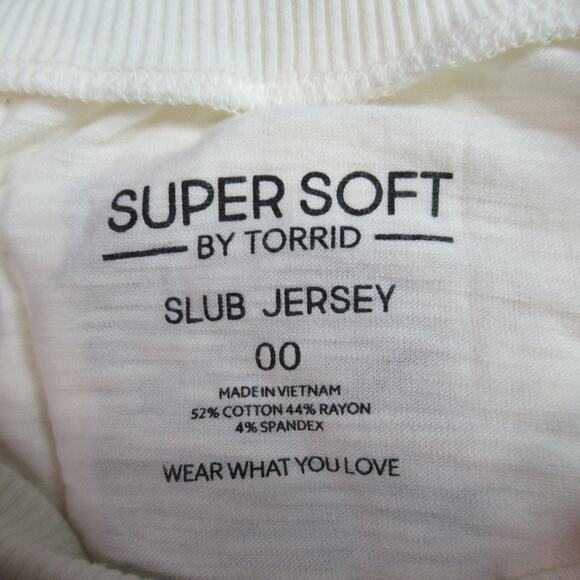 SUPER SOFT
BY TORRID
SLUB JERSEY
00
MADE IN VIETNAM
52% COTTON 44% RAYON
4% SPANDEX
WEAR WHAT YOU LOVE